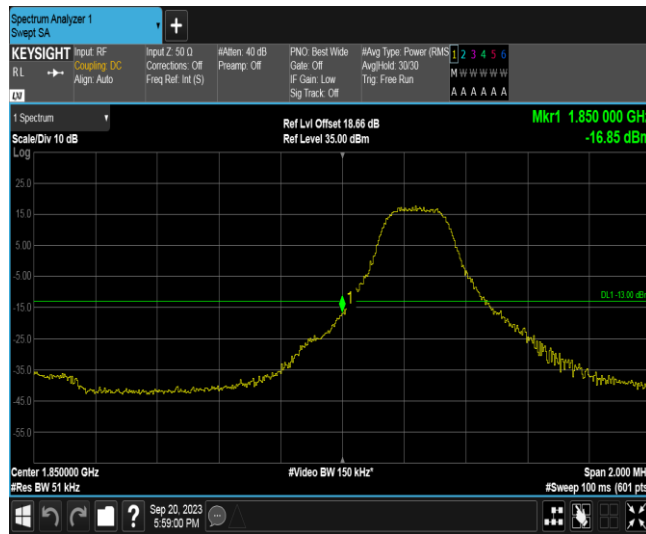 Spectrum Analyzer 1
Swept SA
+
KEYSIGHT
RL
LXI
Input: RF
Coupling: DC
Align: Auto
Input Z: 50 Ω
Corrections: Off
Freq Ref: Int (S)
#Atten: 40 dB
Preamp: Off
PNO: Best Wide
Gate: Off
IF Gain: Low
Sig Track: Off
#Avg Type: Power (RMS
Avg|Hold: 30/30
Trig: Free Run
1 2 3 4 5 6
M W W W W W
A A A A A A
1 Spectrum
Scale/Div 10 dB
Log
Ref Lvl Offset 18.66 dB
Ref Level 35.00 dBm
Mkr1 1.850 000 GHz
-16.85 dBm
25.0
15.0
5.00
-5.00
-15.0
-25.0
-35.0
-45.0
-55.0
1
DL1 -13.00 dBm
Center 1.850000 GHz
#Res BW 51 kHz
#Video BW 150 kHz*
Span 2.000 MH
#Sweep 100 ms (601 pts
?
Sep 20, 2023
5:59:00 PM